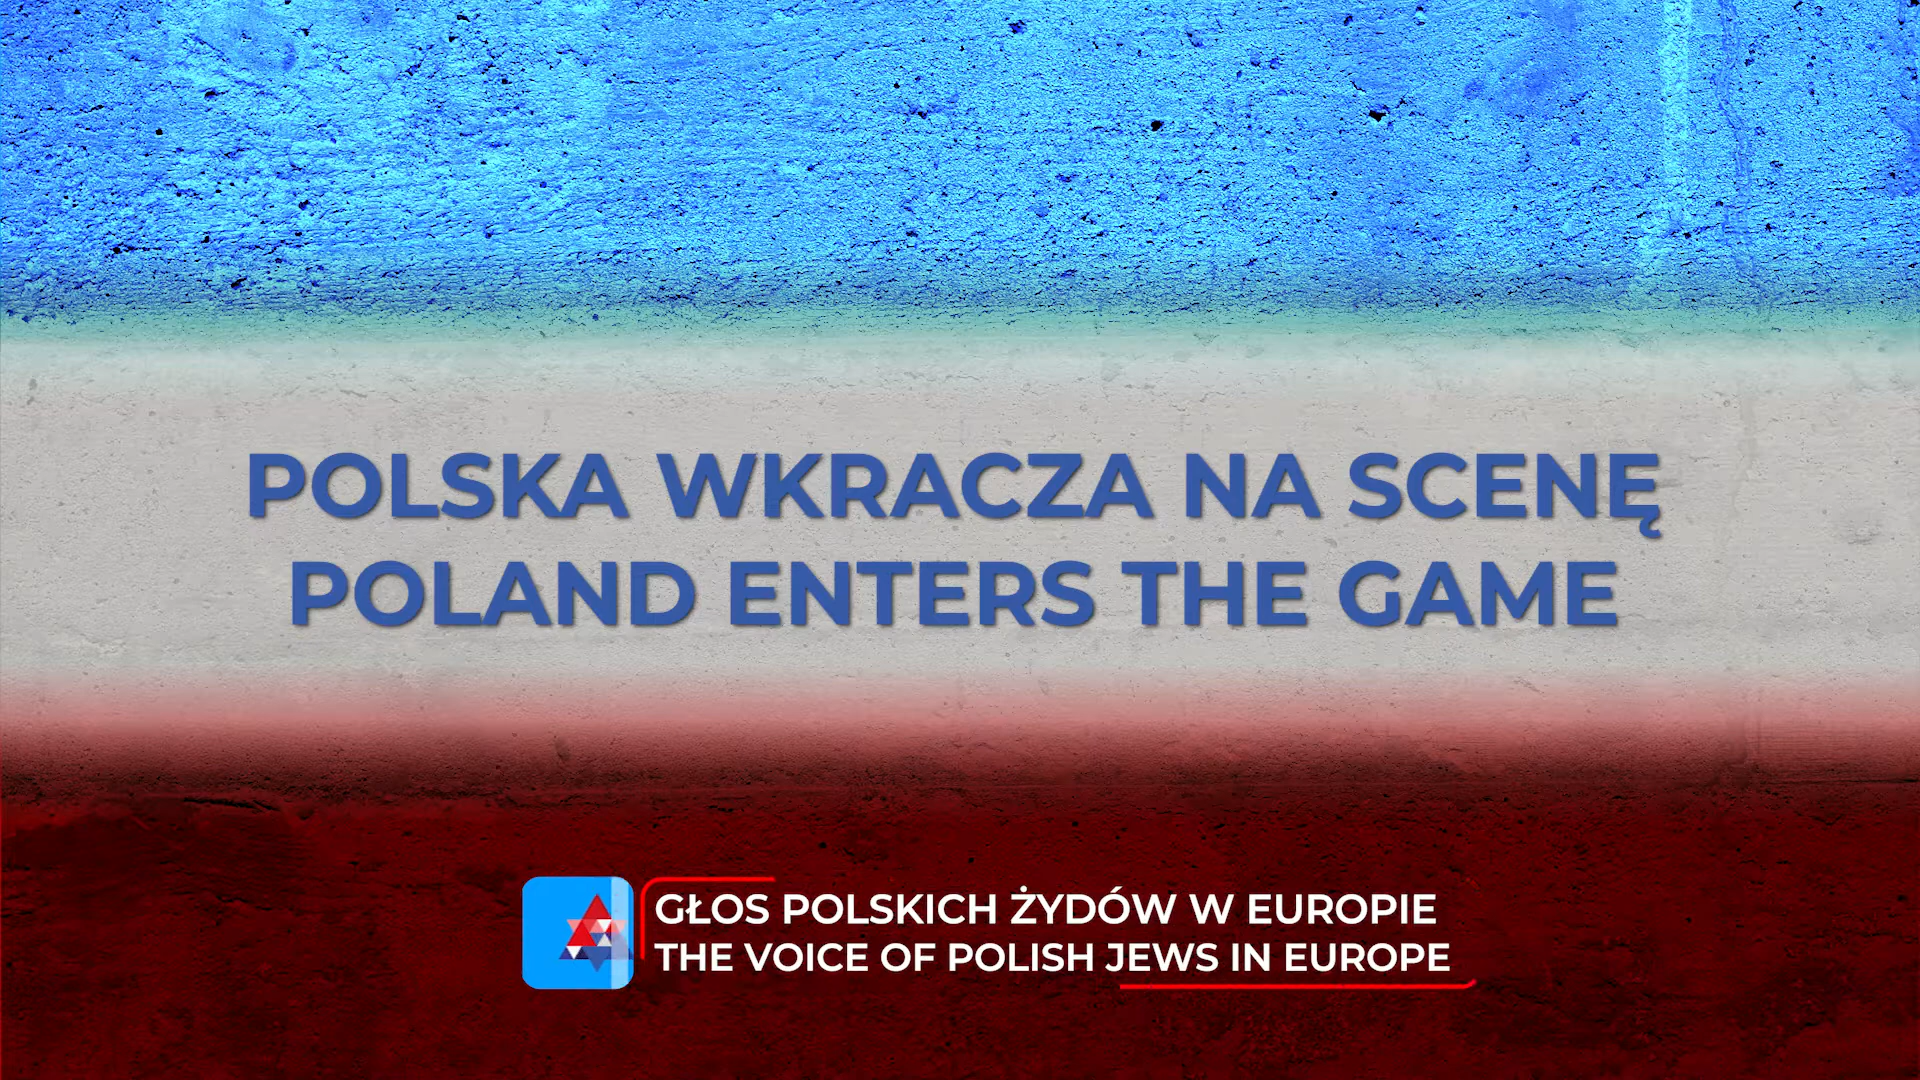 POLSKA WKRACZA NA SCENĘ
POLAND ENTERS THE GAME
GŁOS POLSKICH ŻYDÓW W EUROPIE
THE VOICE OF POLISH JEWS IN EUROPE